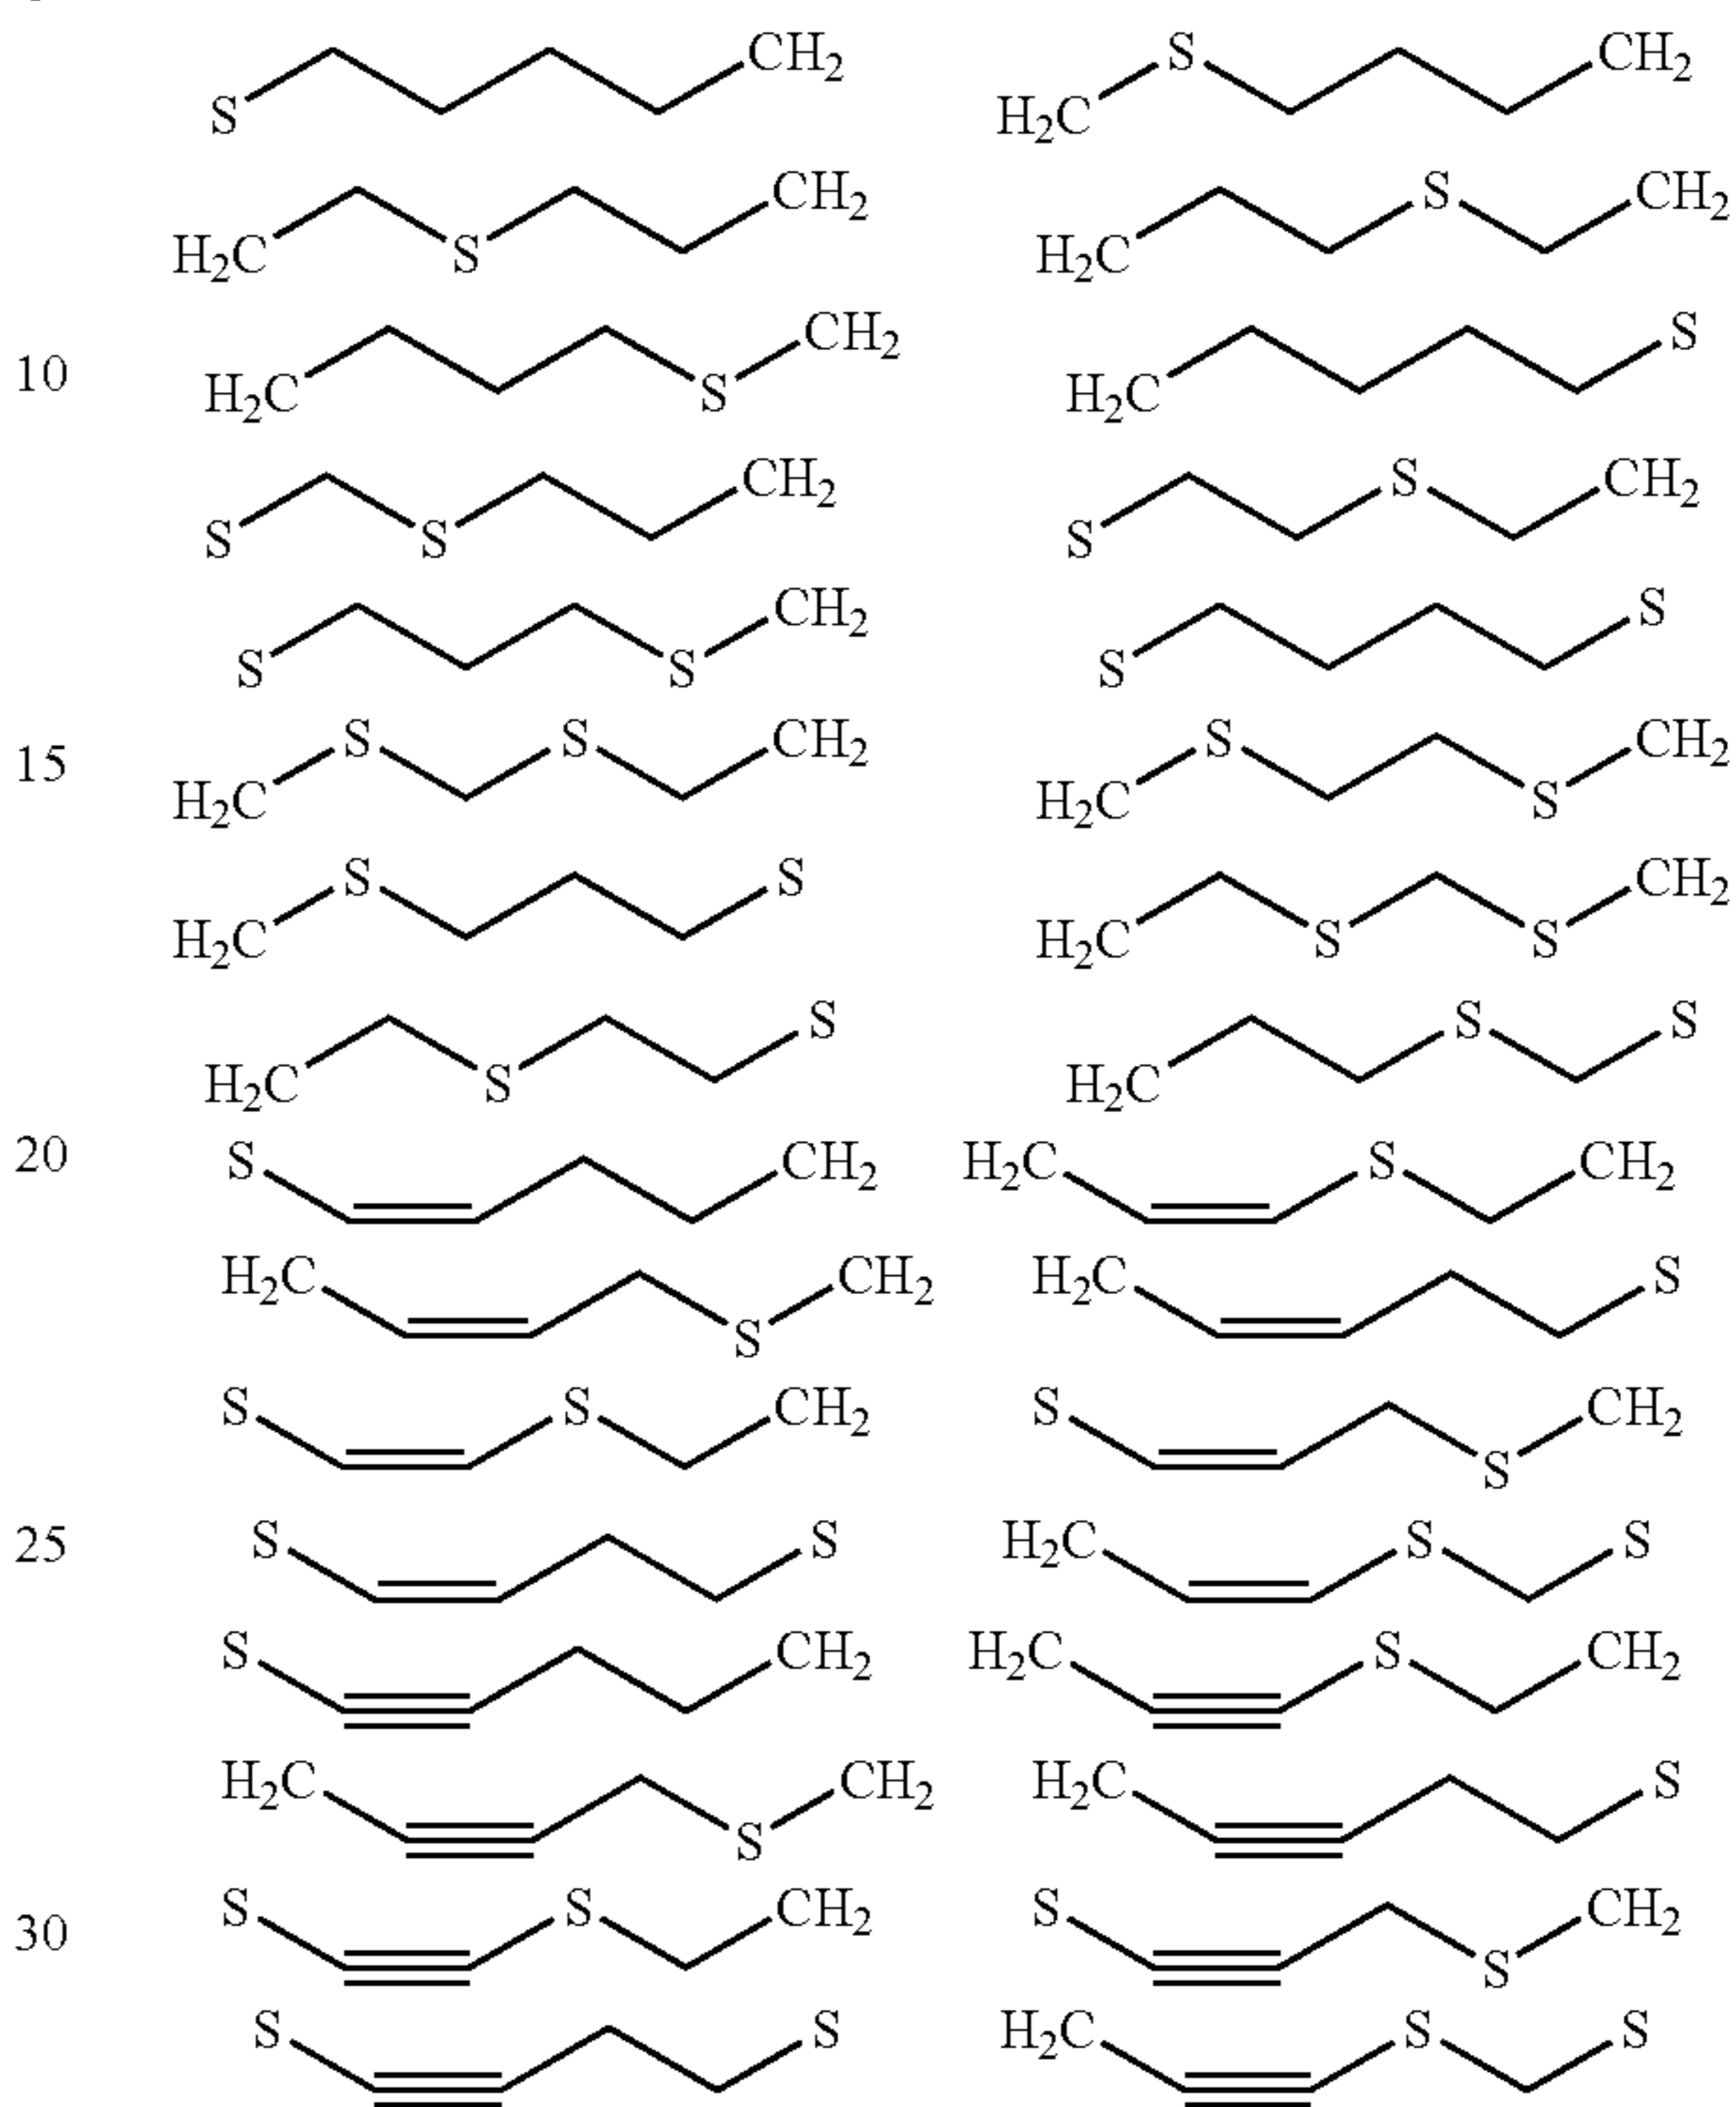 CH₂ S CH₂
S H₂C
CH₂ S CH₂
H₂C S H₂C
10 CH₂ S
H₂C S H₂C
CH₂ S CH₂
S S S
CH₂ S
S S S
15 S S CH₂ S CH₂
H₂C H₂C S
S S CH₂
H₂C H₂C S S
S S S
H₂C S H₂C
20 S CH₂ H₂C S CH₂
H₂C CH₂ H₂C S
S
S S CH₂ S CH₂
S
25 S S H₂C S S
S CH₂ H₂C S CH₂
H₂C CH₂ H₂C S
S
30 S S CH₂ S CH₂
S
S S H₂C S S